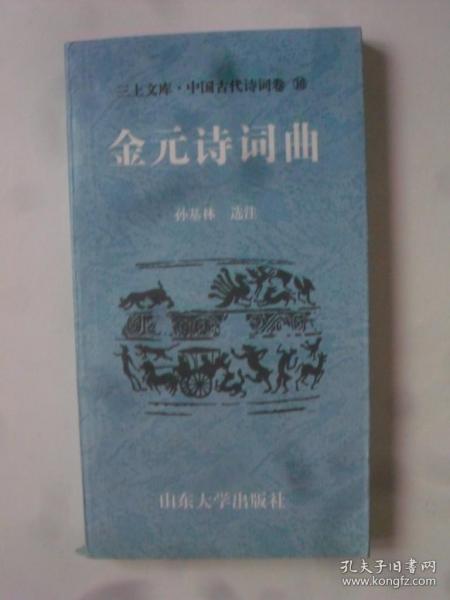 三上文库·中国古代诗词卷 ⑯
金元诗词曲
孙基林 选注
山东大学出版社
孔夫子旧书网
www.kongfz.com